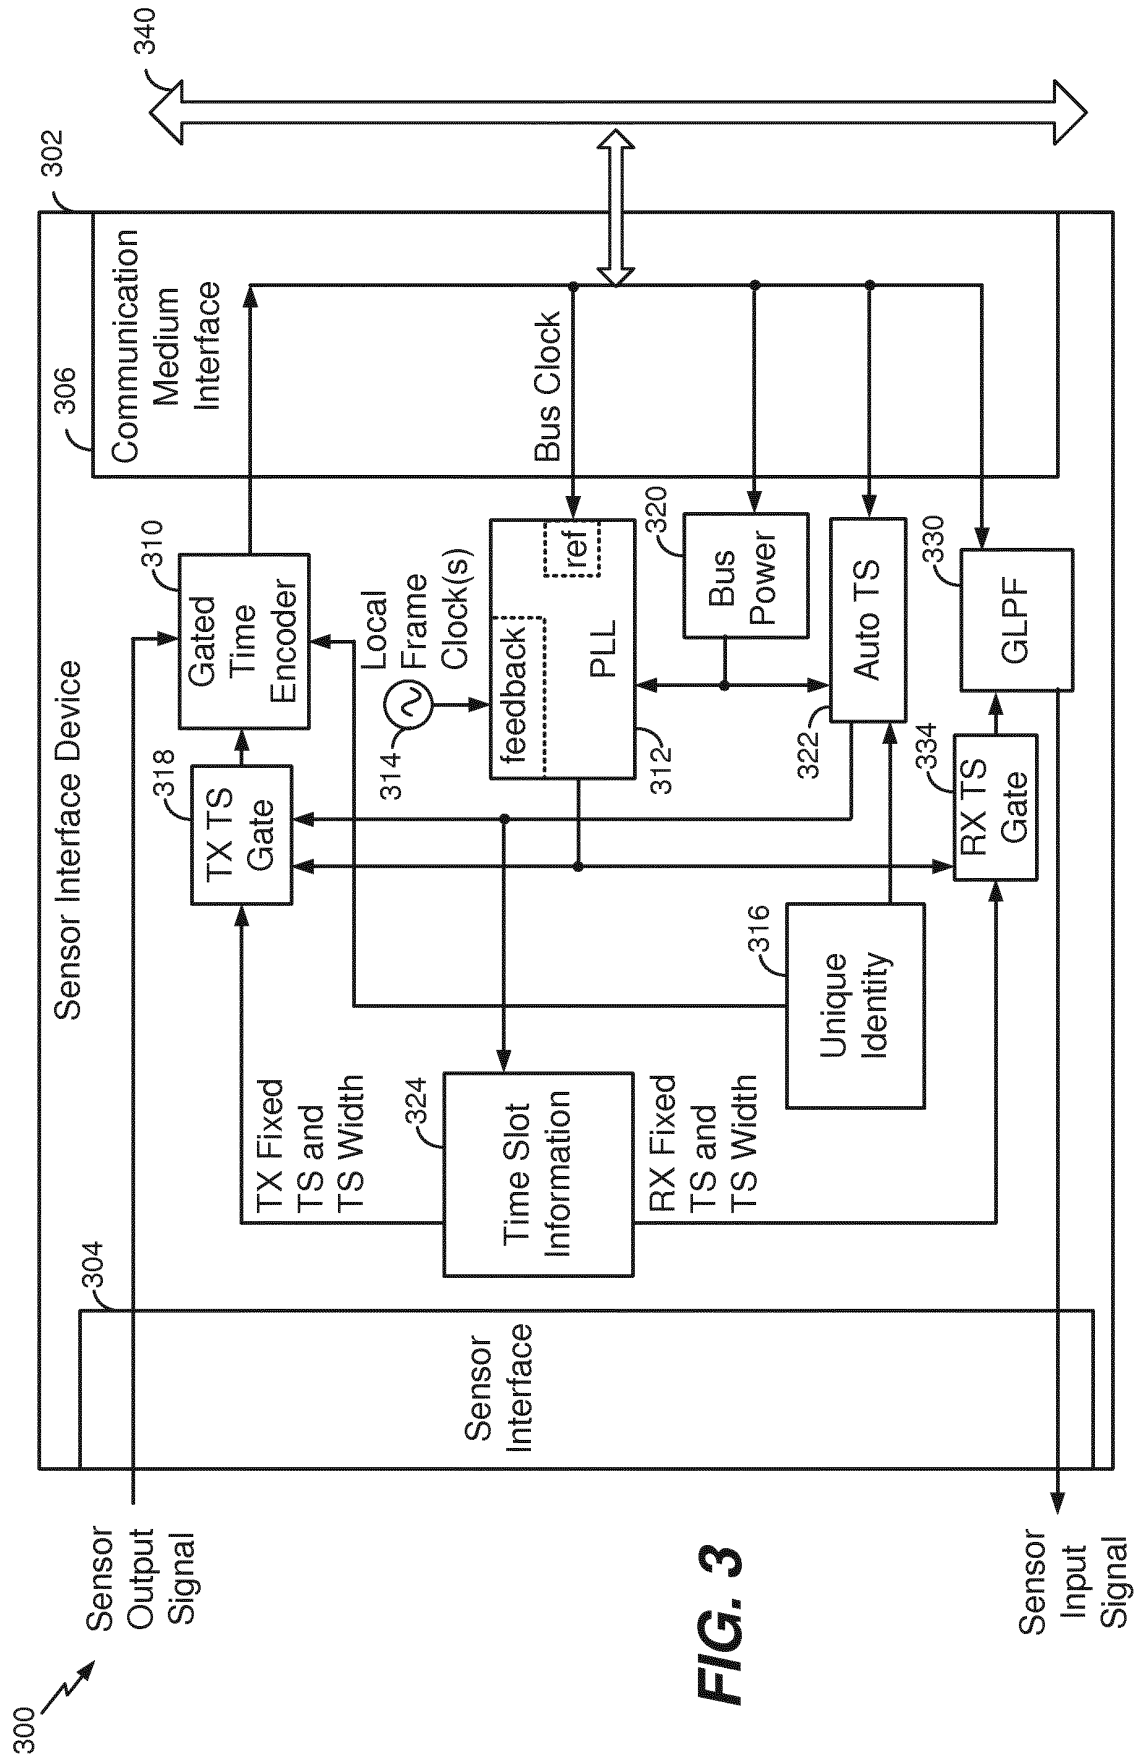 300
Sensor Interface Device
302
340
304
306
Sensor
Output
Signal
Communication
Medium
Interface
310
Gated
Time
Encoder
318
TX TS
Gate
TX Fixed
TS and
TS Width
314
Local
Frame
Clock(s)
324
Time Slot
Information
Sensor
Interface
feedback
ref
PLL
312
Bus Clock
RX Fixed
TS and
TS Width
320
Bus
Power
316
Unique
Identity
322
Auto TS
334
RX TS
Gate
330
GLPF
Sensor
Input
Signal
FIG. 3